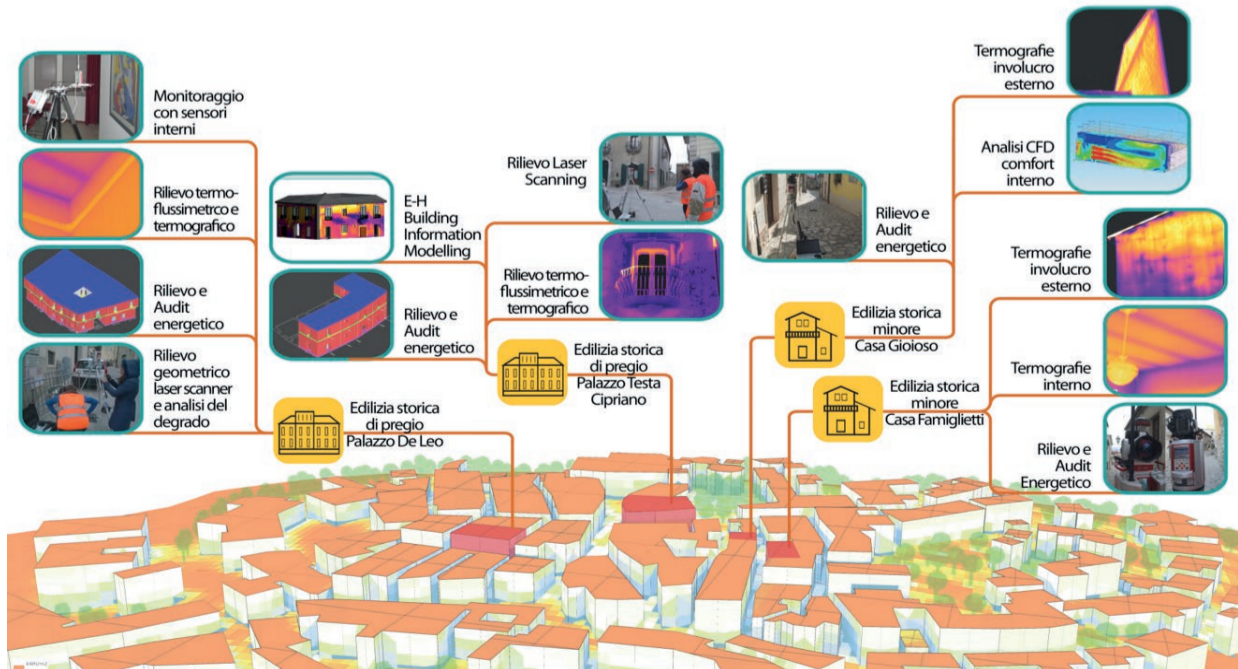 Monitoraggio
con sensori
interni
Rilievo termo-
flussimetrco e
termografico
Rilievo e
Audit
energetico
Rilievo
geometrico
laser scanner
e analisi del
degrado
Edilizia storica
di pregio
Palazzo De Leo
E-H
Building
Information
Modelling
Rilievo e
Audit
energetico
Rilievo Laser
Scanning
Rilievo termo-
flussimetrico e
termografico
Edilizia storica
di pregio
Palazzo Testa
Cipriano
Rilievo e
Audit
energetico
Edilizia storica
minore
Casa Gioioso
Edilizia storica
minore
Casa Famiglietti
Termografie
involucro
esterno
Analisi CFD
comfort
interno
Termografie
involucro
esterno
Termografie
interno
Rilievo e
Audit
Energetico